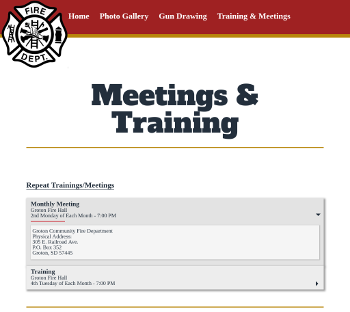 FIRE
DEPT.
Home Photo Gallery Gun Drawing Training & Meetings
Meetings &
Training
Repeat Trainings/Meetings
Monthly Meeting
Groton Fire Hall
2nd Monday of Each Month - 7:00 PM
Groton Community Fire Department
Physical Address:
305 E. Railroad Ave.
P.O. Box 352
Groton, SD 57445
Training
Groton Fire Hall
4th Tuesday of Each Month - 7:00 PM